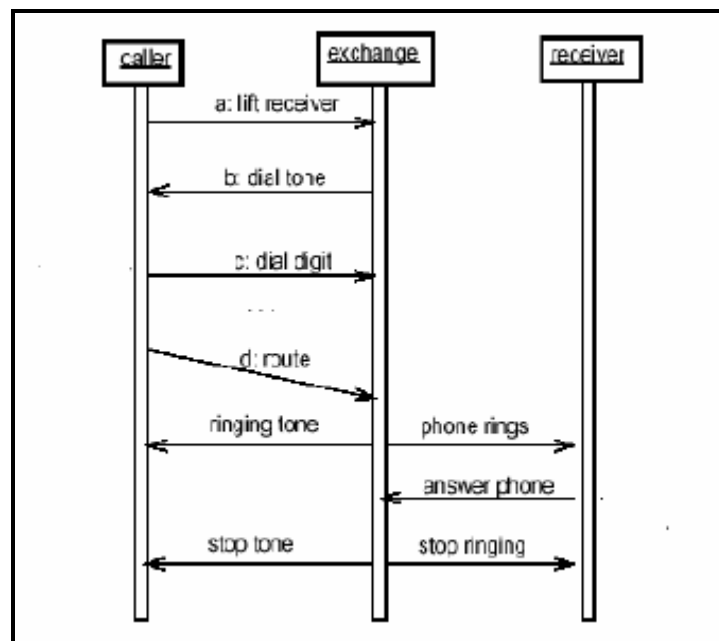 caller exchange receiver
a: lift receiver
b: dial tone
c: dial digit
. . .
d: route
ringing tone phone rings
answer phone
stop tone stop ringing